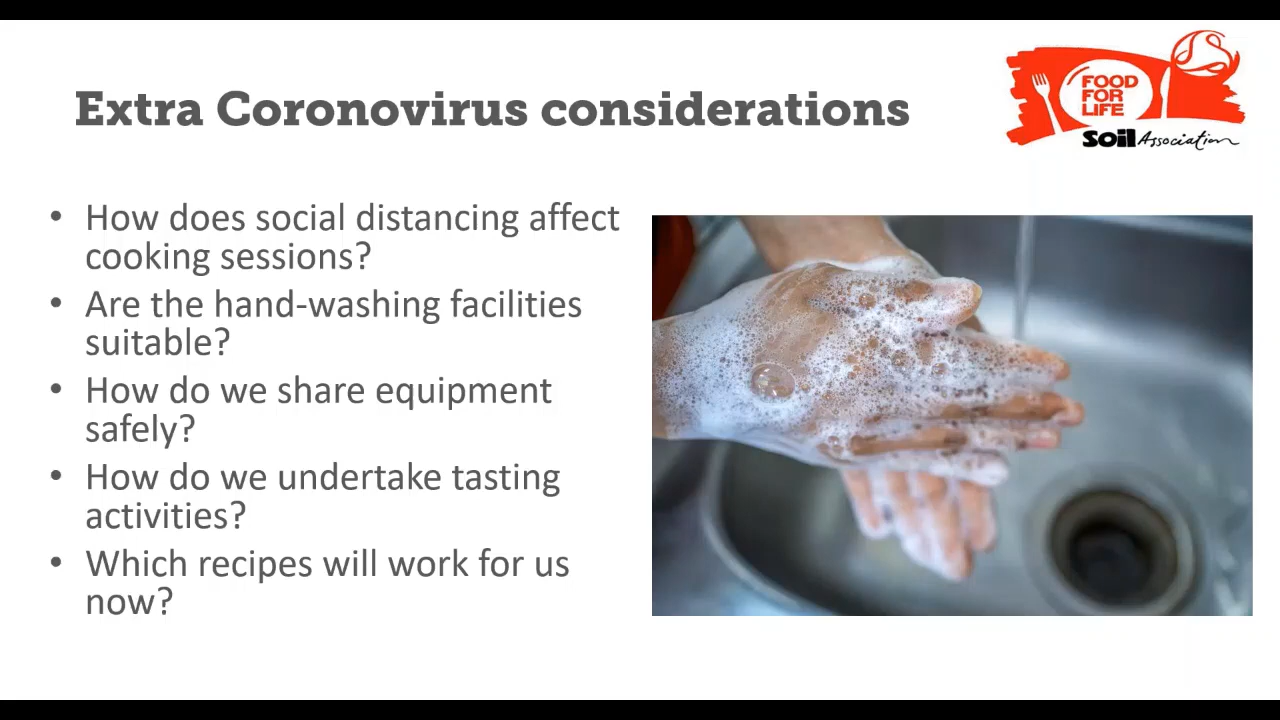 Extra Coronovirus considerations
FOOD
FOR
LIFE
Soil Association
• How does social distancing affect
cooking sessions?
• Are the hand-washing facilities
suitable?
• How do we share equipment
safely?
• How do we undertake tasting
activities?
• Which recipes will work for us
now?